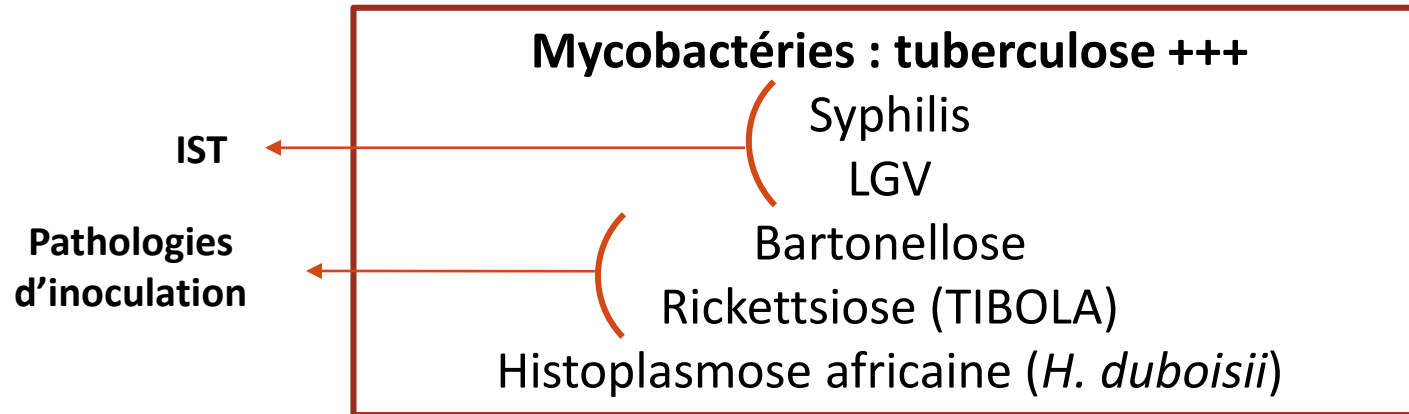 Mycobactéries : tuberculose +++
Syphilis
LGV
Bartonellose
Rickettsiose (TIBOLA)
Histoplasmose africaine (H. duboisii)
IST
Pathologies
d’inoculation